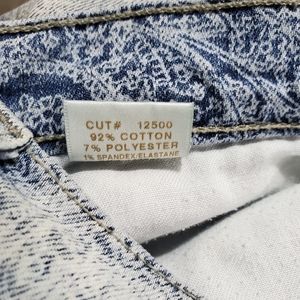 CUT# 12500
92% COTTON
7% POLYESTER
1% SPANDEX/ELASTANE